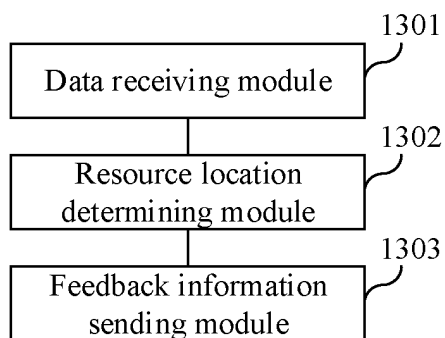 1301
Data receiving module
1302
Resource location
determining module
1303
Feedback information
sending module